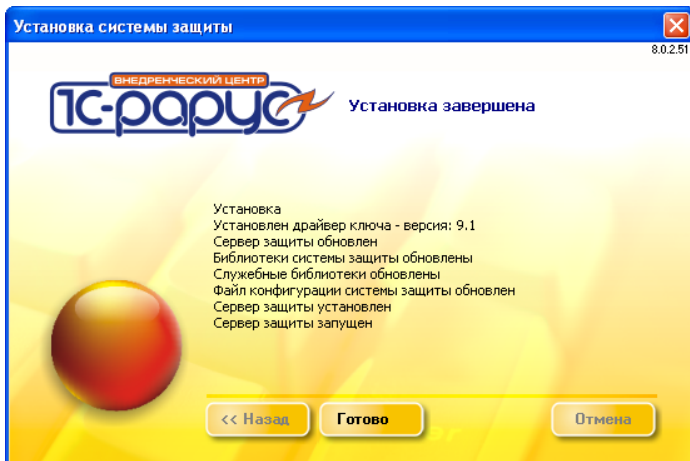 Установка системы защиты
8.0.2.51
ВНЕДРЕНЧЕСКИЙ ЦЕНТР
1С-рарус
Установка завершена
Установка
Установлен драйвер ключа - версия: 9.1
Сервер защиты обновлен
Библиотеки системы защиты обновлены
Служебные библиотеки обновлены
Файл конфигурации системы защиты обновлен
Сервер защиты установлен
Сервер защиты запущен
<< Назад
Готово
Отмена